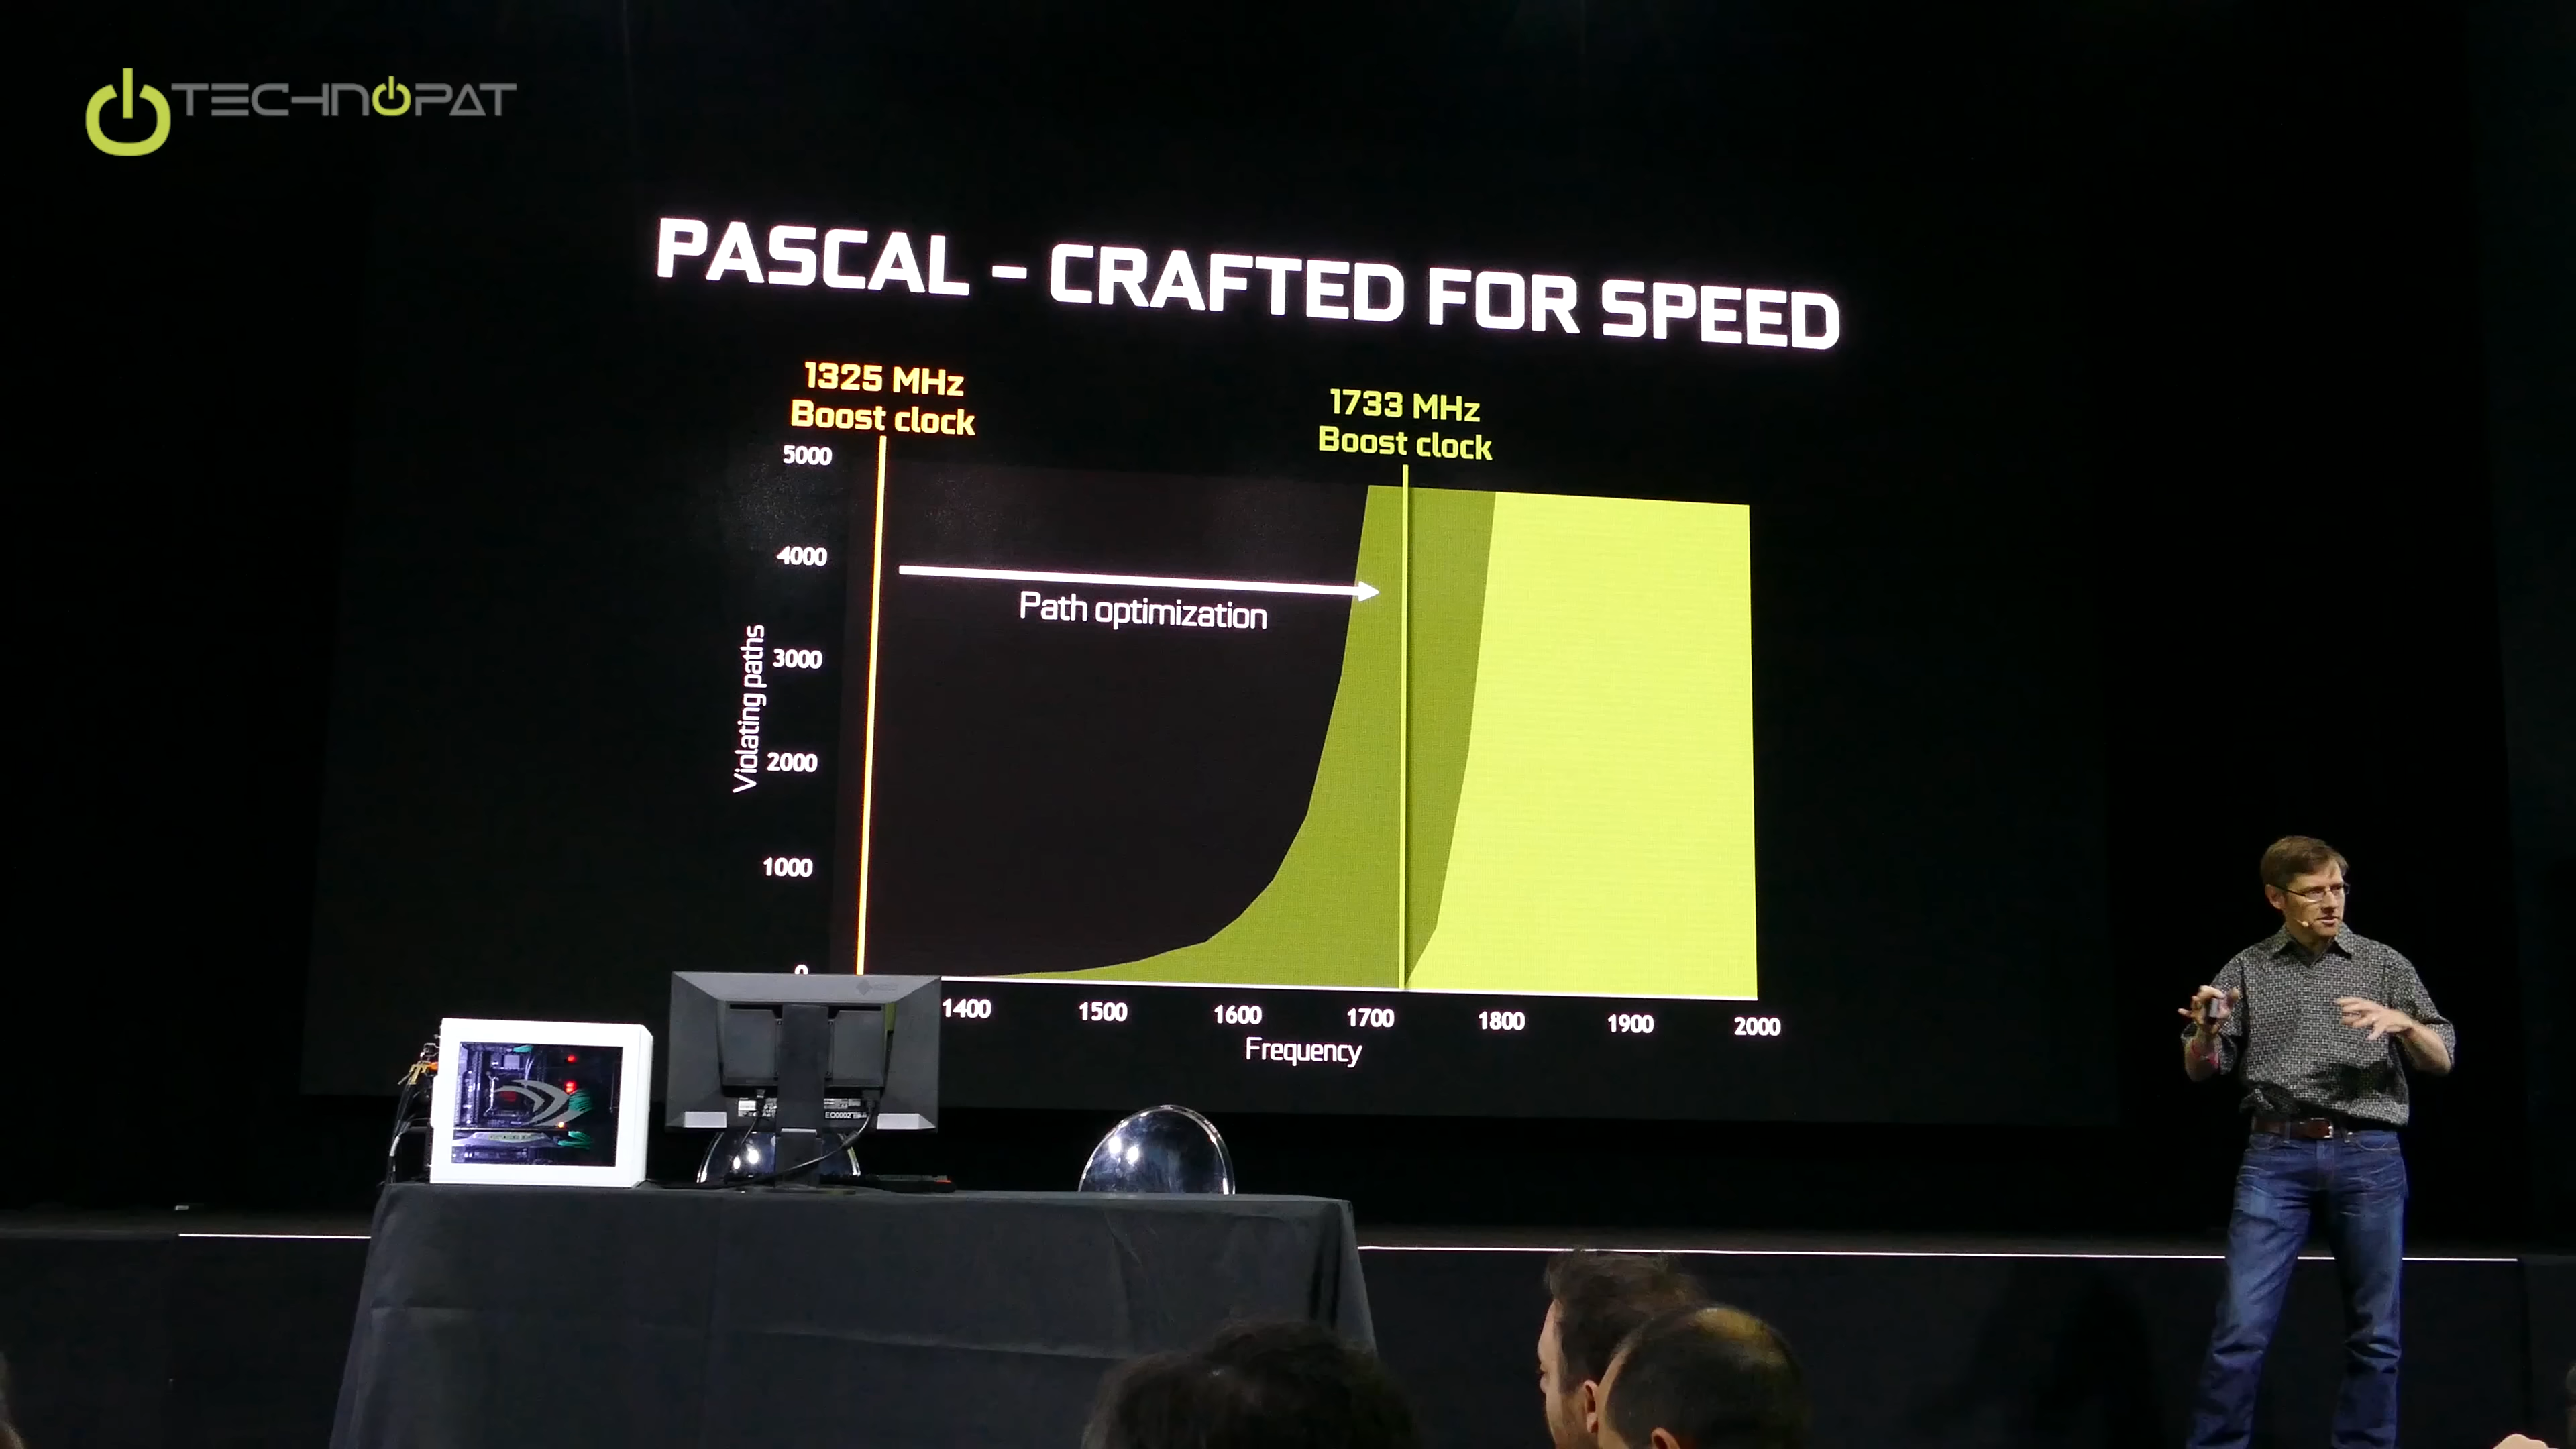 TECHNOPAT
PASCAL – CRAFTED FOR SPEED
1325 MHz
Boost clock
1733 MHz
Boost clock
5000
4000
3000
2000
1000
0
Violating paths
Path optimization
1400 1500 1600 1700 1800 1900 2000
Frequency